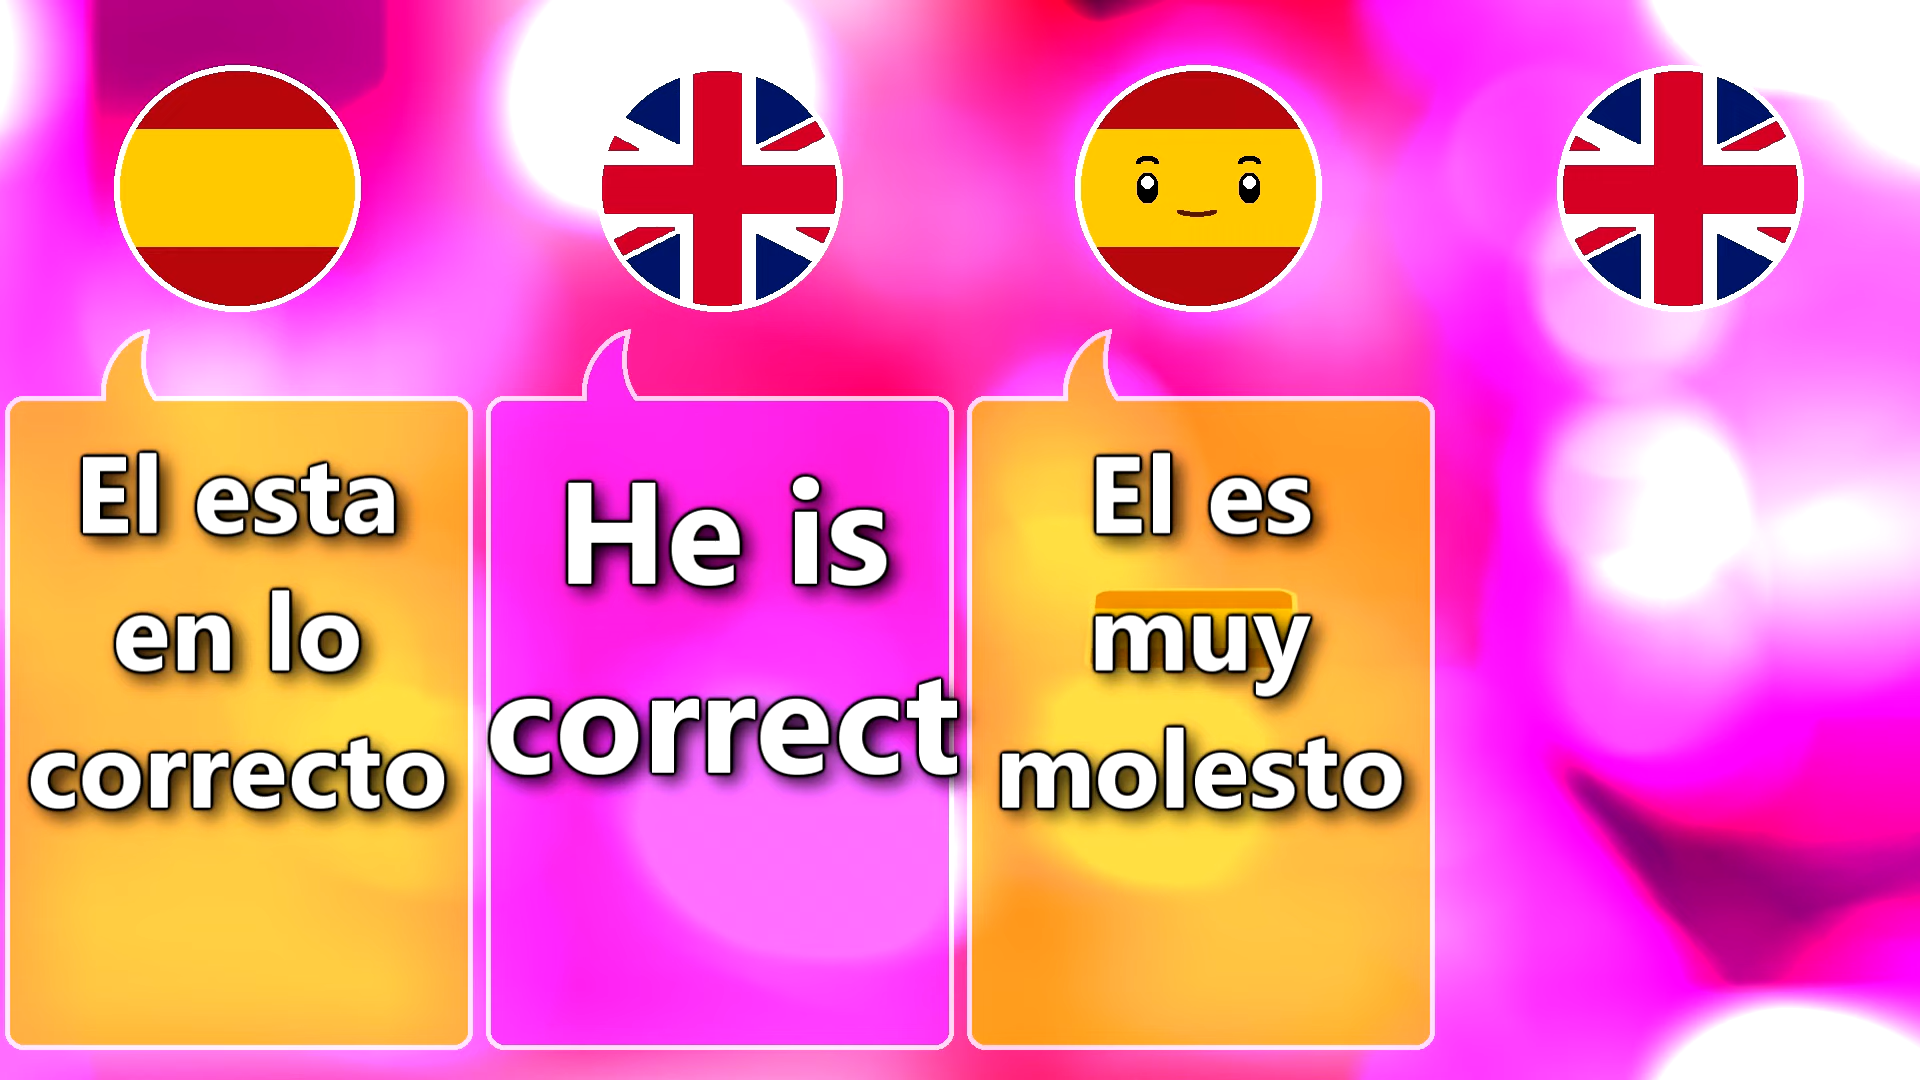 El esta
en lo
correcto
He is
correct
El es
muy
molesto